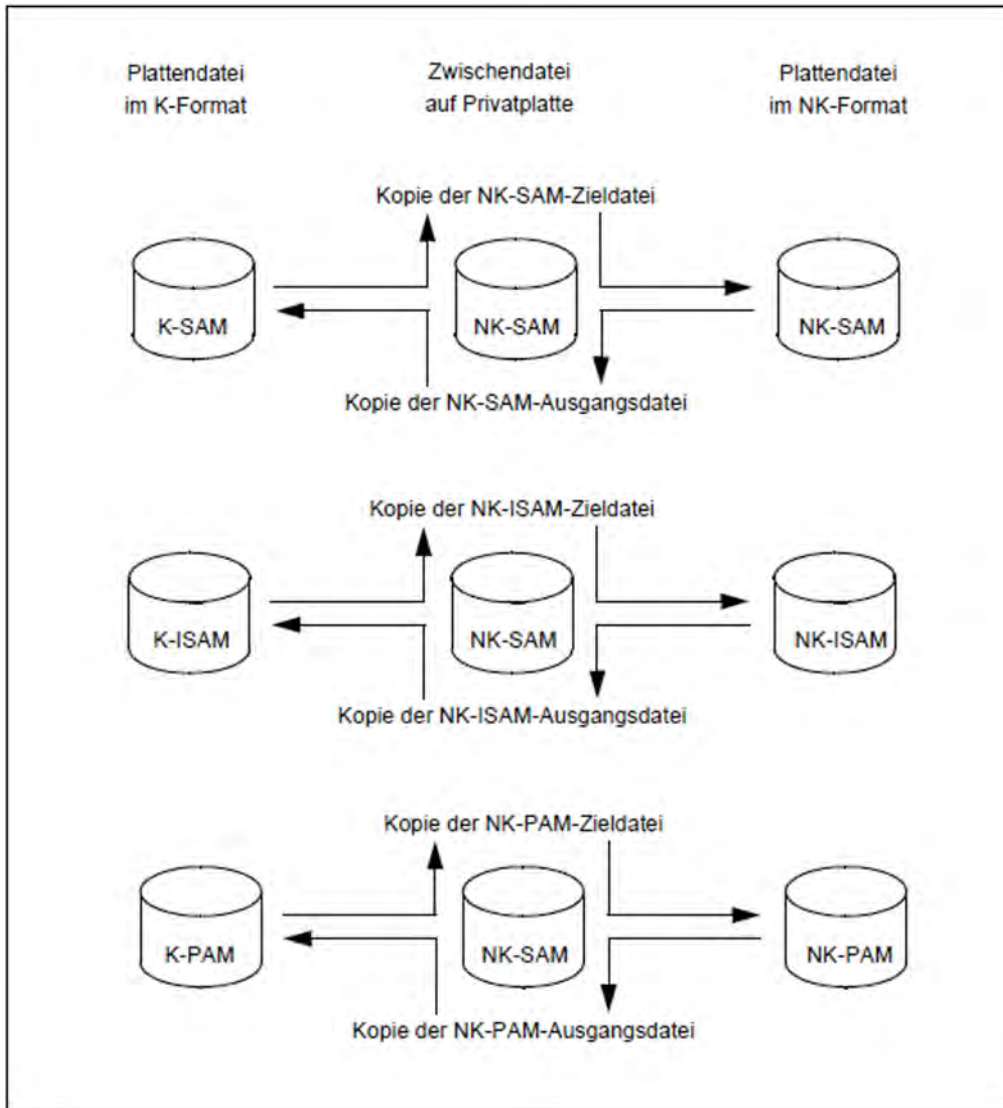 Plattendatei
im K-Format
Zwischendatei
auf Privatplatte
Plattendatei
im NK-Format
Kopie der NK-SAM-Zieldatei
K-SAM
NK-SAM
NK-SAM
Kopie der NK-SAM-Ausgangsdatei
Kopie der NK-ISAM-Zieldatei
K-ISAM
NK-SAM
NK-ISAM
Kopie der NK-ISAM-Ausgangsdatei
Kopie der NK-PAM-Zieldatei
K-PAM
NK-SAM
NK-PAM
Kopie der NK-PAM-Ausgangsdatei